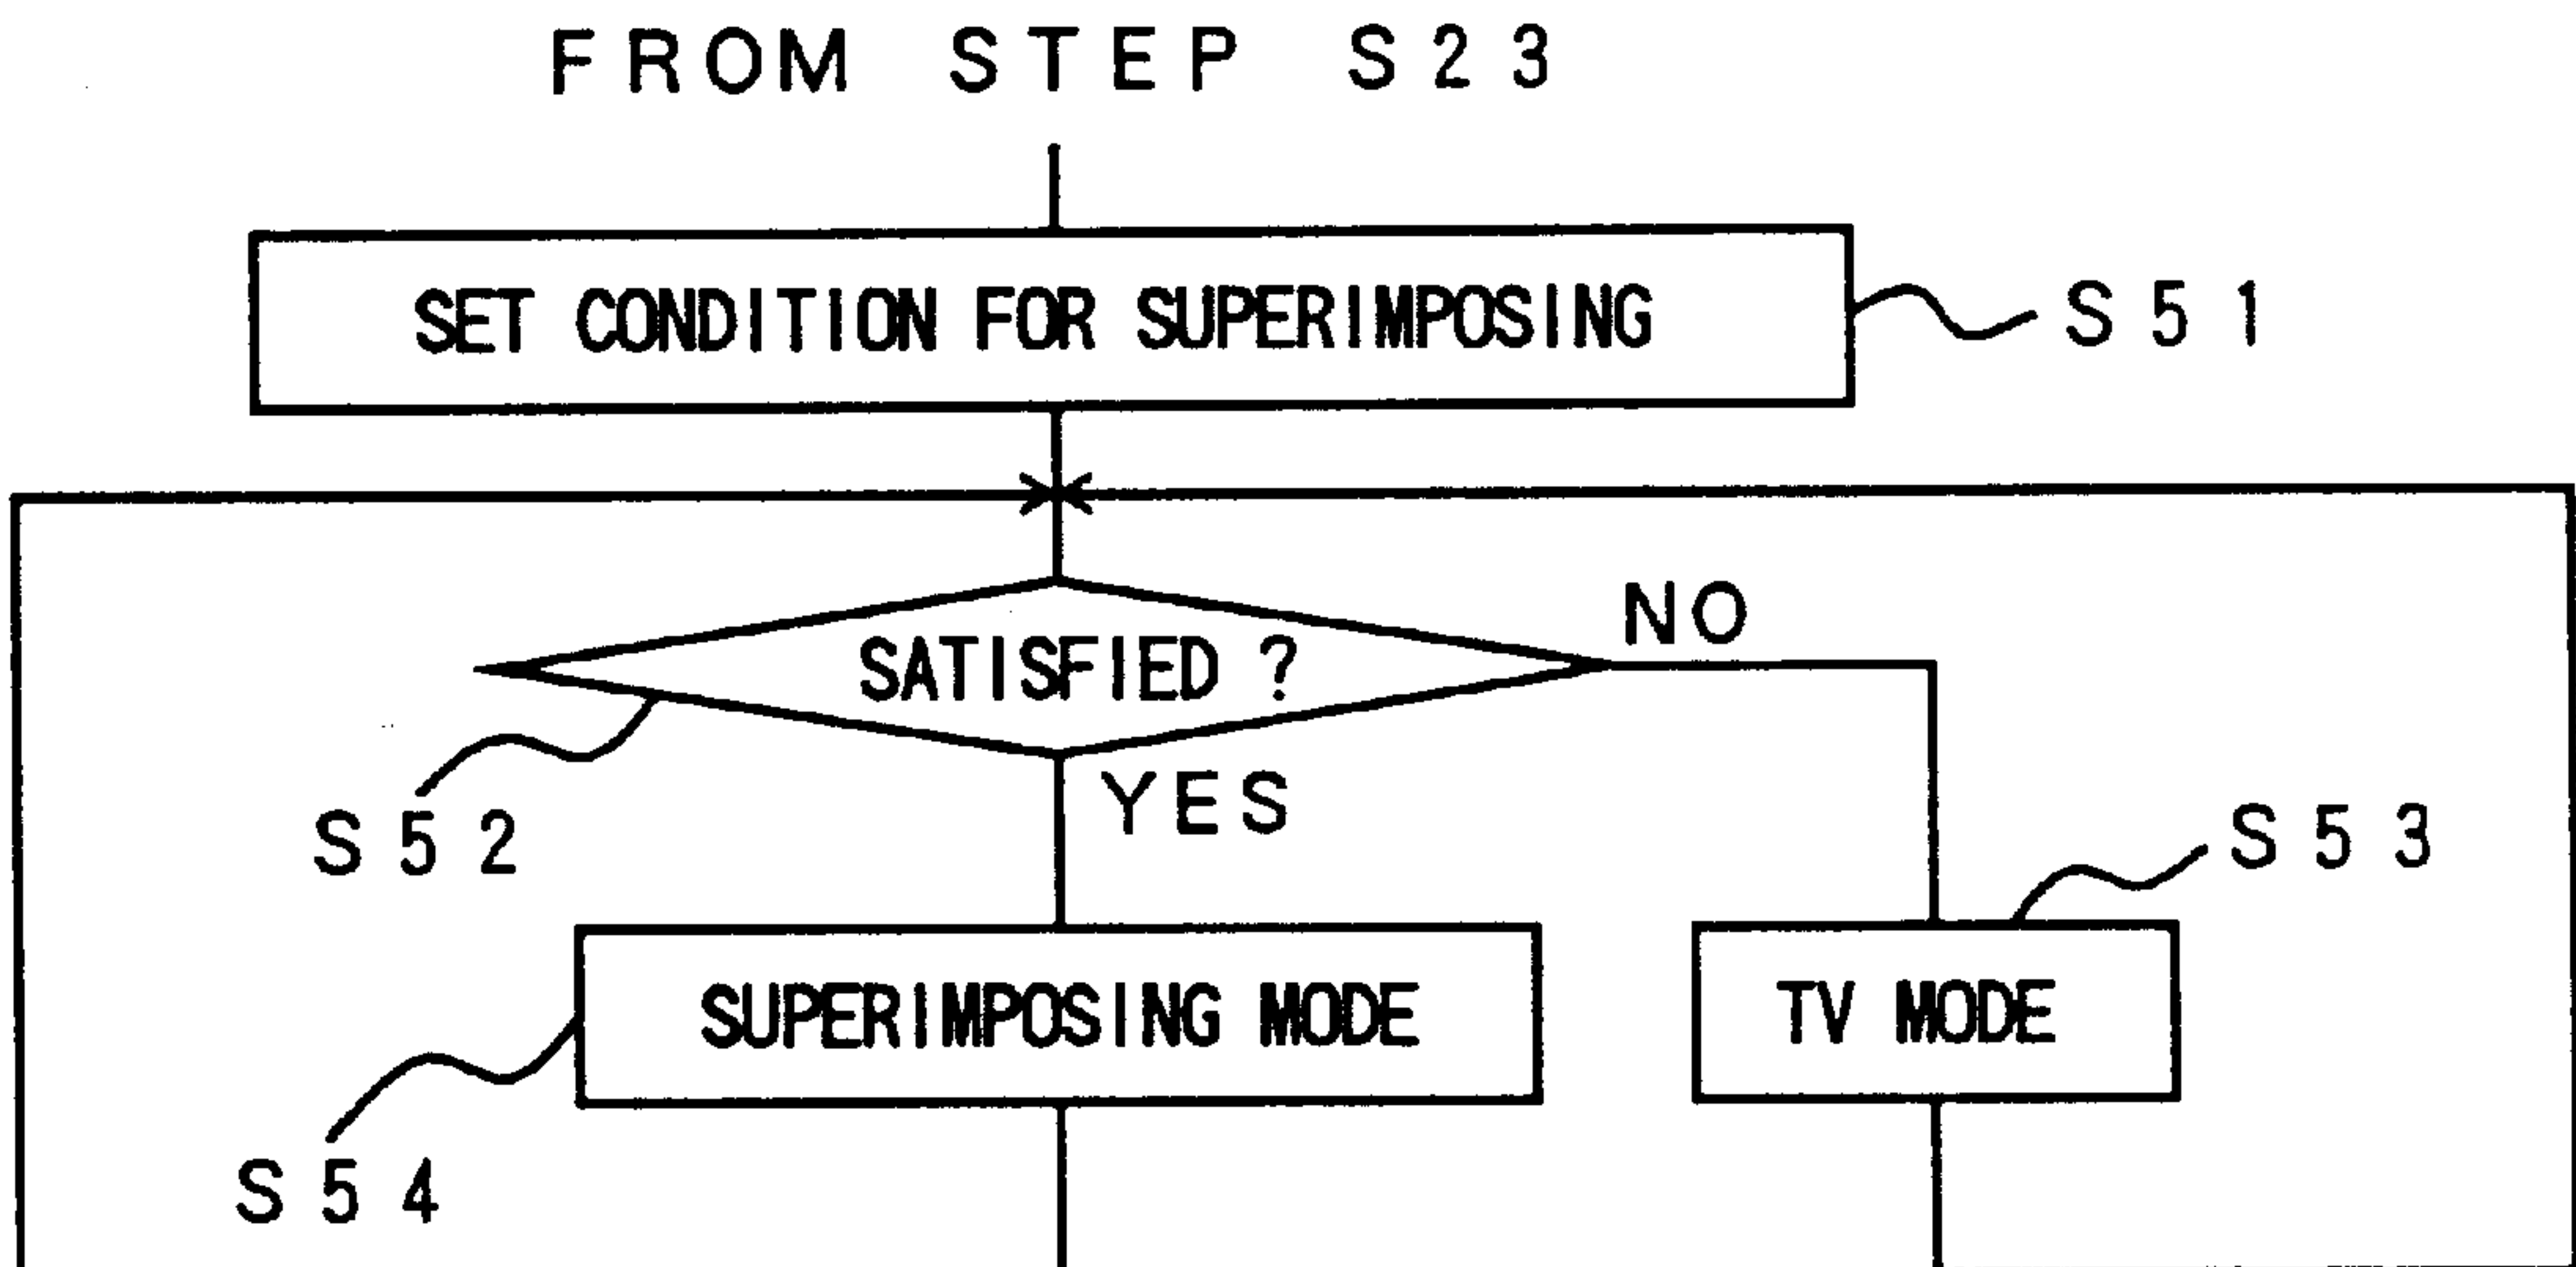 FROM STEP S23
SET CONDITION FOR SUPERIMPOSING
S51
SATISFIED ?
NO
YES
S52
S53
SUPERIMPOSING MODE
TV MODE
S54